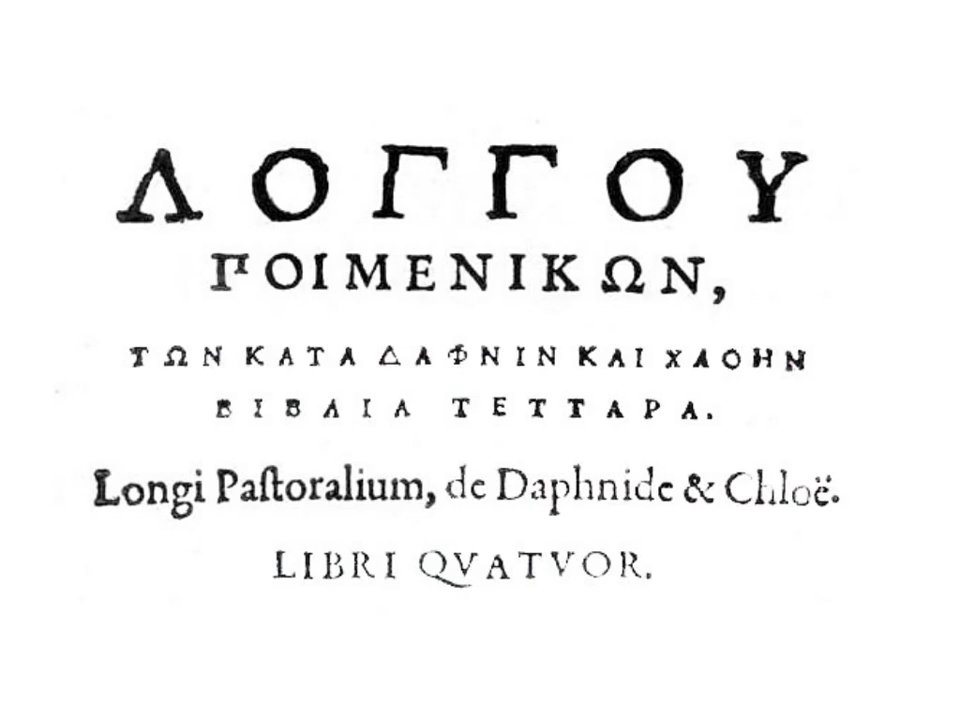 ΛΟΓΓΟΥ
ΠΟΙΜΕΝΙΚΩΝ,
ΤΩΝ ΚΑΤΑ ΔΑΦΝΙΝ ΚΑΙ ΧΛΟΗΝ
ΒΙΒΛΙΑ ΤΕΤΤΑΡΑ.
Longi Paſtoralium, de Daphnide & Chloë.
LIBRI QVATVOR.